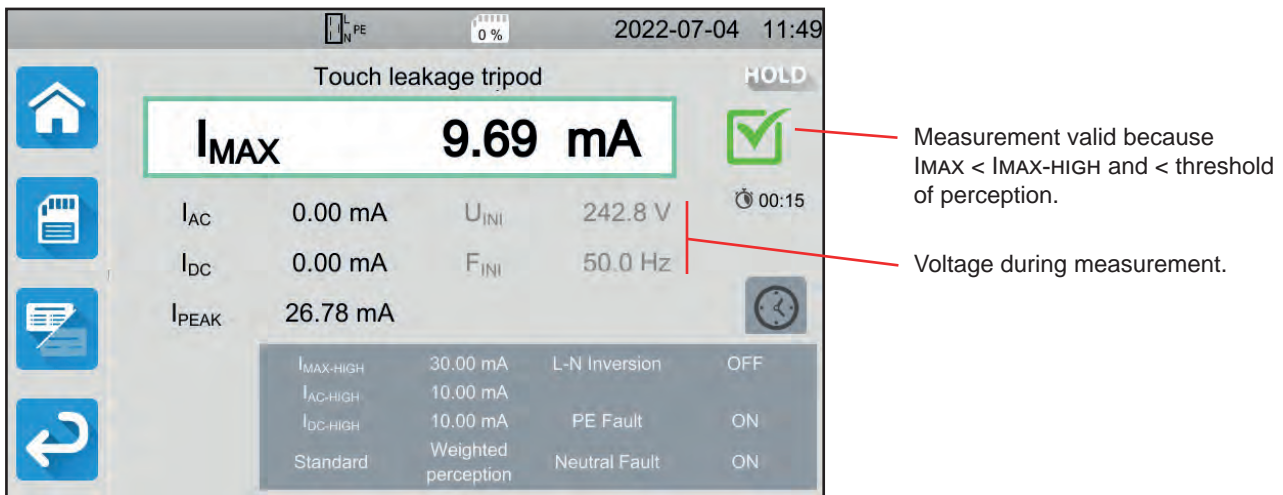 L
N PE
0 %
2022-07-04 11:49
Touch leakage tripod
HOLD
IMAX 9.69 mA
Measurement valid because
IMAX < IMAX-HIGH and < threshold
of perception.
IAC 0.00 mA UINI 242.8 V
00:15
IDC 0.00 mA FINI 50.0 Hz
Voltage during measurement.
IPEAK 26.78 mA
IMAX-HIGH 30.00 mA L-N Inversion OFF
IAC-HIGH 10.00 mA
IDC-HIGH 10.00 mA PE Fault ON
Standard Weighted perception Neutral Fault ON